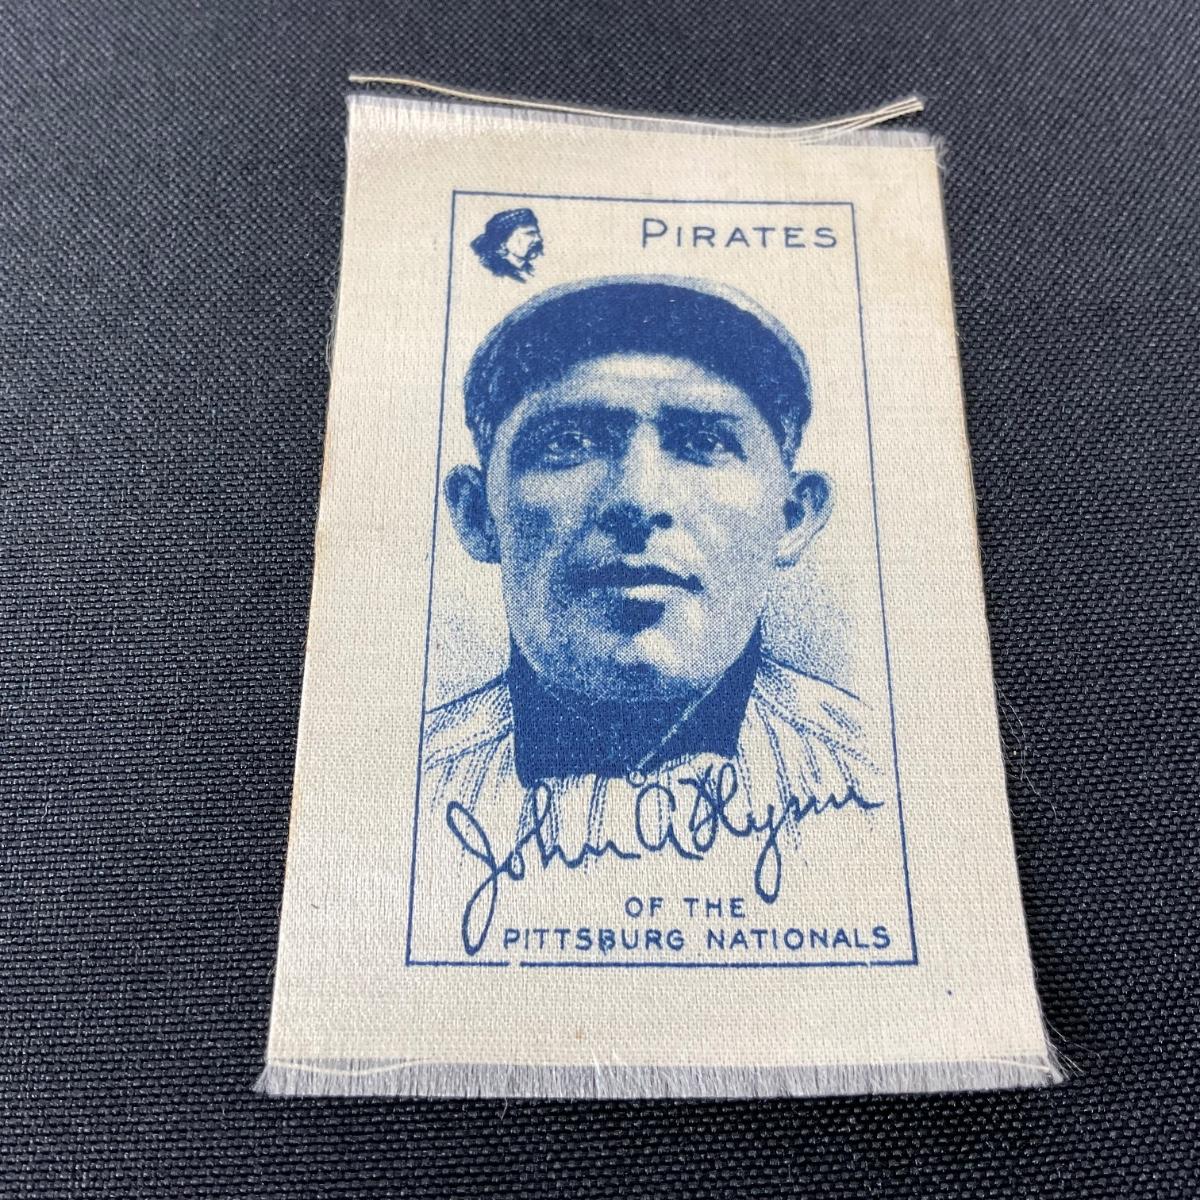 PIRATES
John A Flynn
OF THE
PITTSBURG NATIONALS